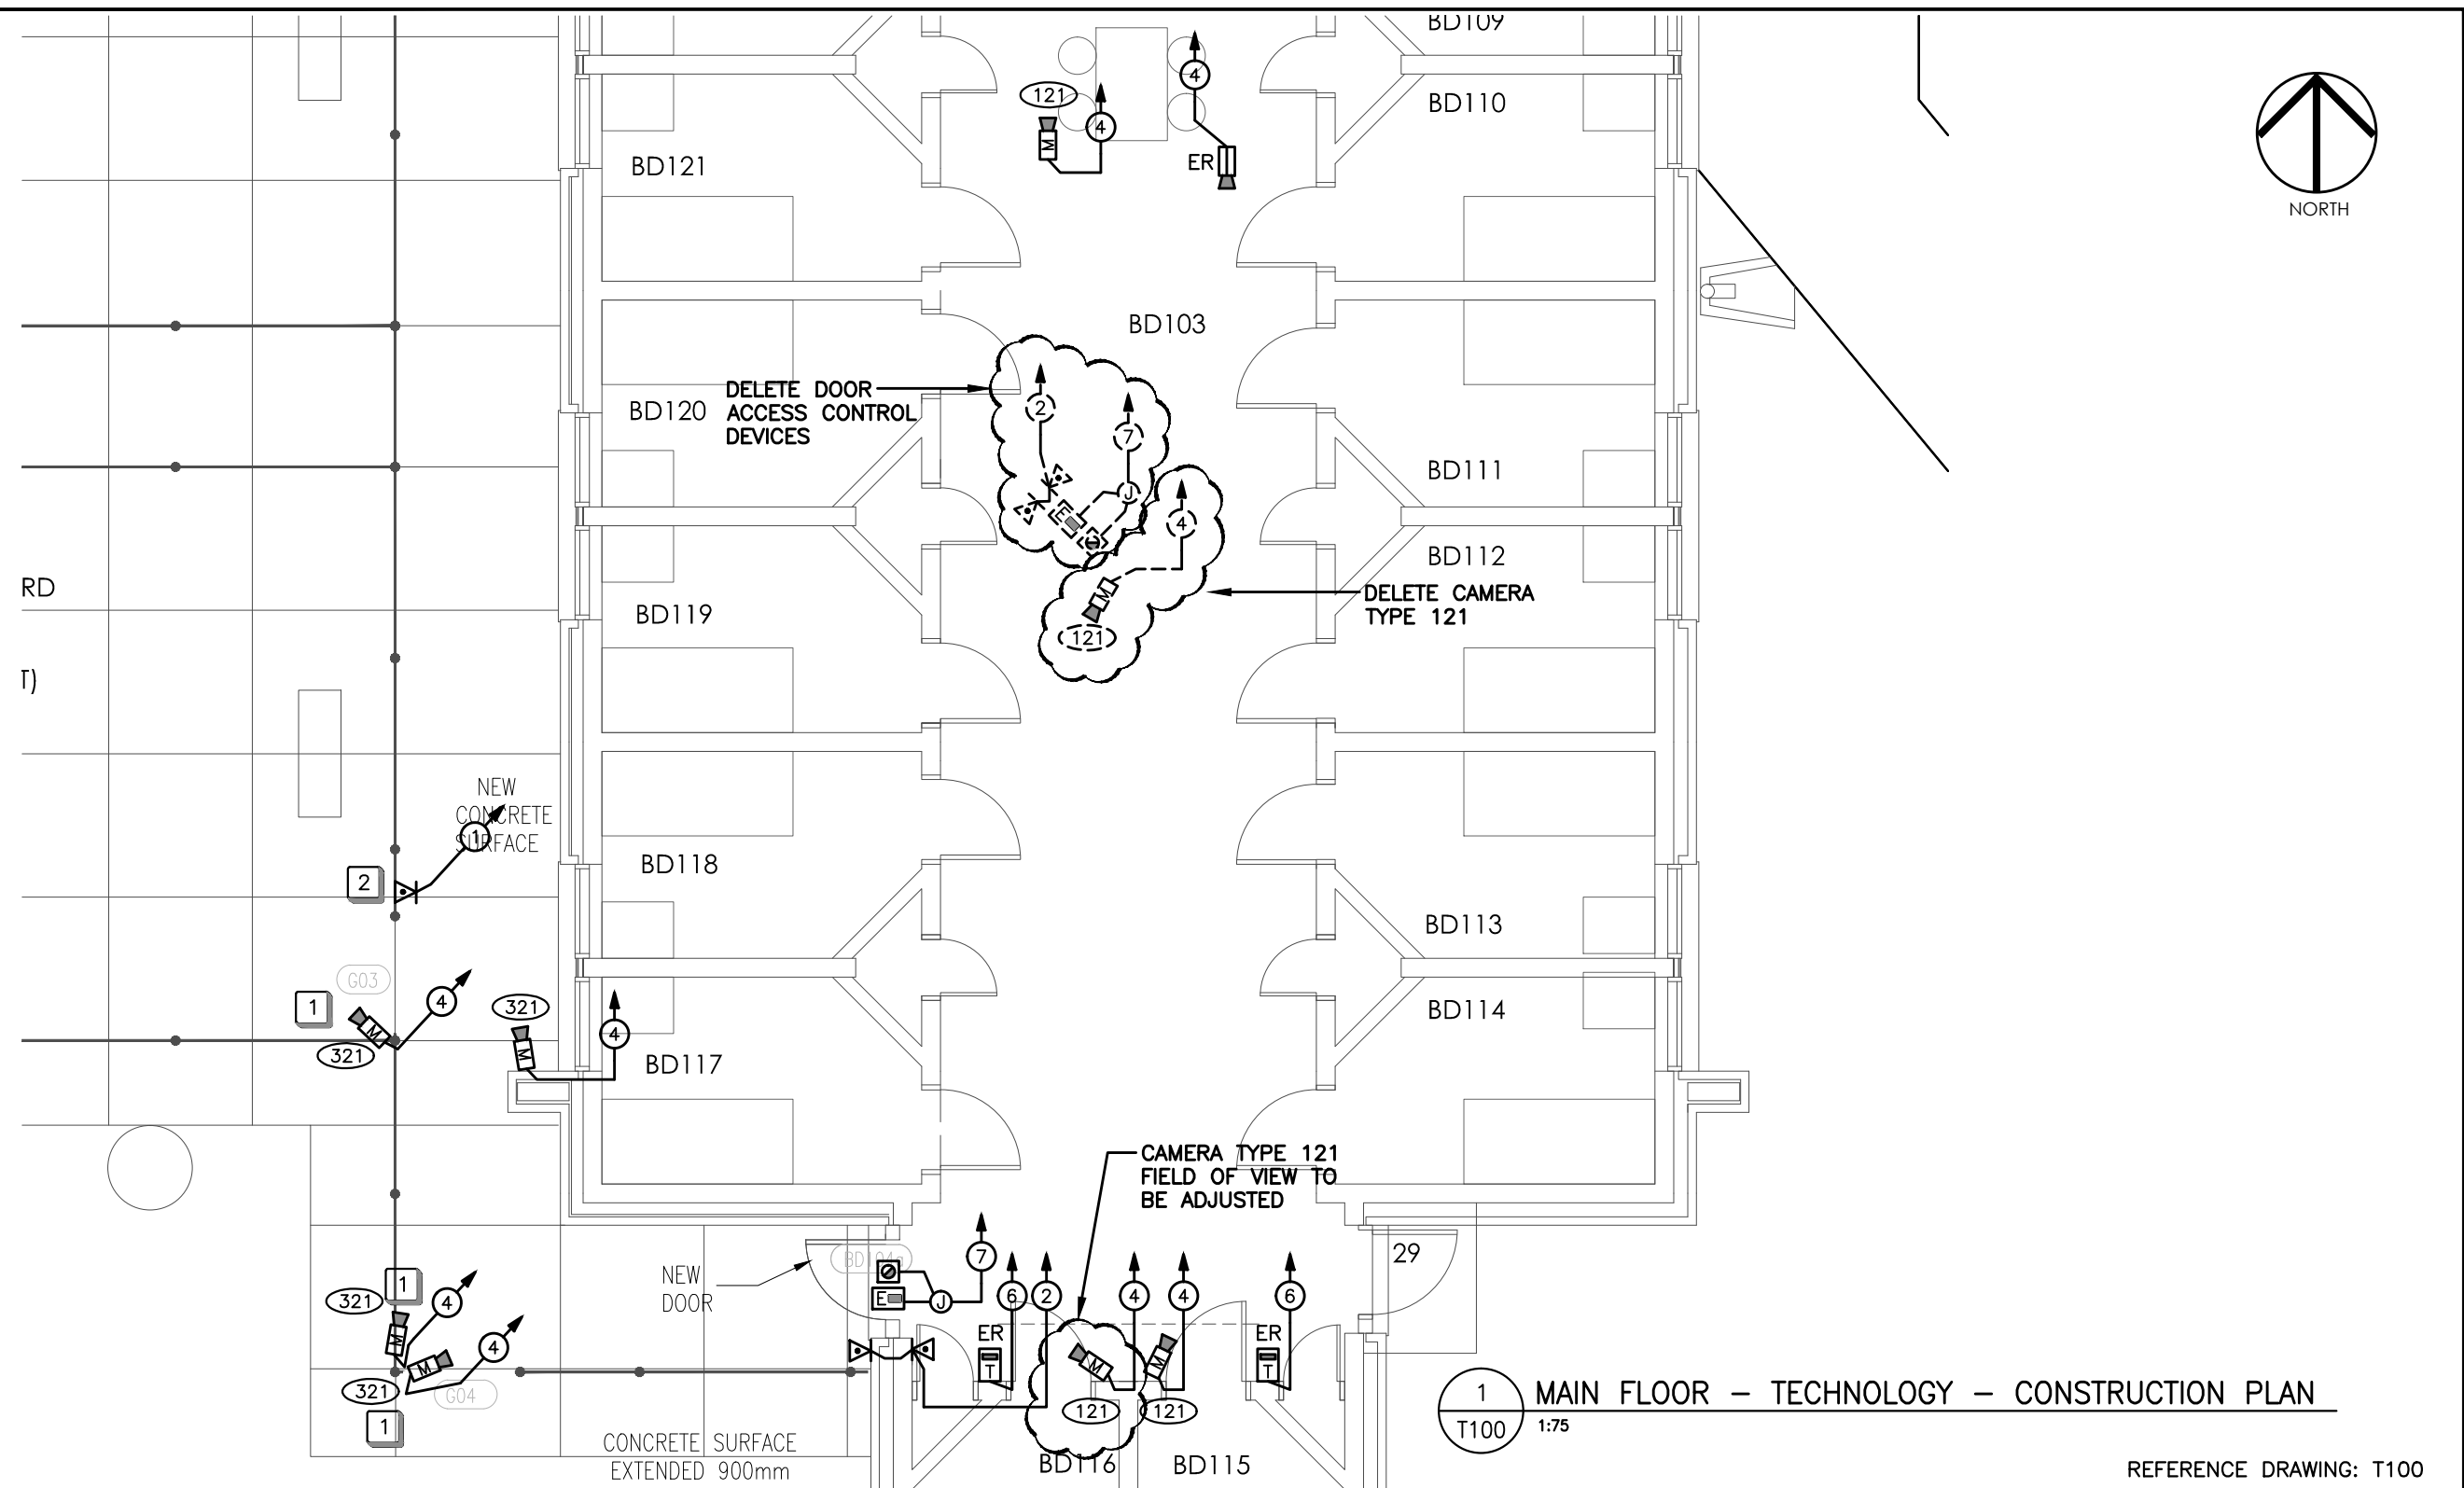 BD109
BD110
BD121
121
4
M
4
ER
NORTH
BD103
DELETE DOOR
ACCESS CONTROL
DEVICES
BD120
2
7
J
E
4
BD111
BD112
DELETE CAMERA
TYPE 121
M
121
RD
BD119
T)
NEW
CONCRETE
SURFACE
1
2
BD118
BD113
G03
1
4
M
321
321
M
4
BD117
BD114
CAMERA TYPE 121
FIELD OF VIEW TO
BE ADJUSTED
NEW
DOOR
BD104a
E
J
7
6
2
4
4
6
29
321
1
4
M
4
M
321
G04
1
ER
T
M
M
ER
T
121
121
CONCRETE SURFACE
EXTENDED 900mm
BD116
BD115
1
T100
MAIN FLOOR – TECHNOLOGY – CONSTRUCTION PLAN
1:75
REFERENCE DRAWING: T100